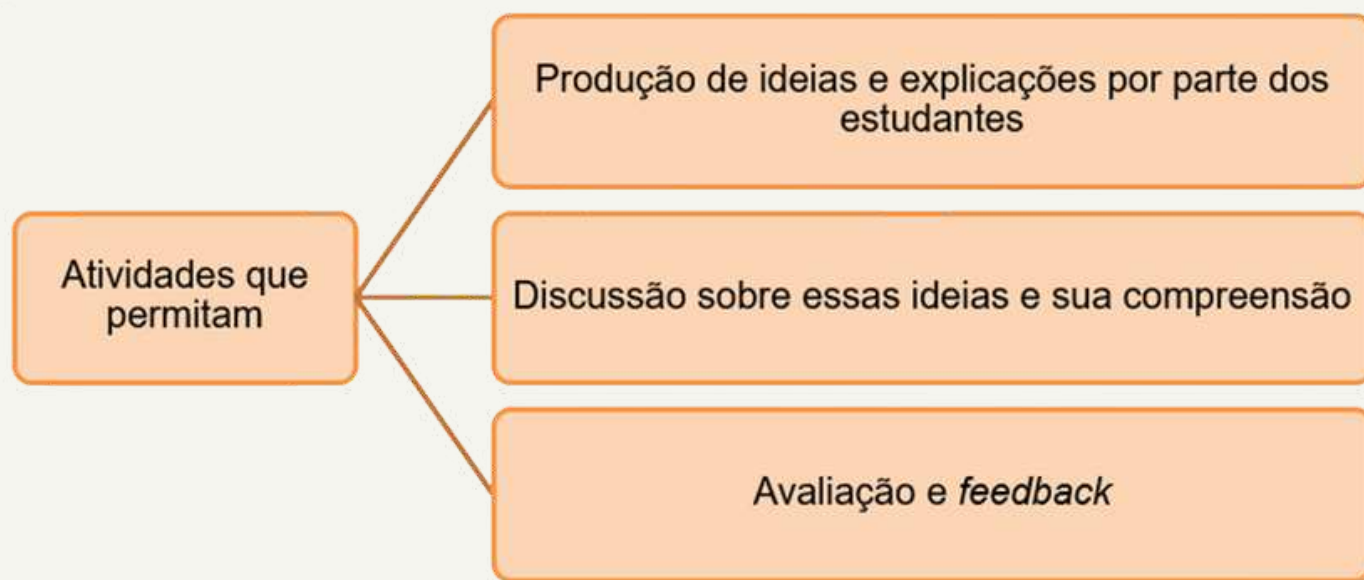 Produção de ideias e explicações por parte dos
estudantes
Atividades que
permitam
Discussão sobre essas ideias e sua compreensão
Avaliação e feedback